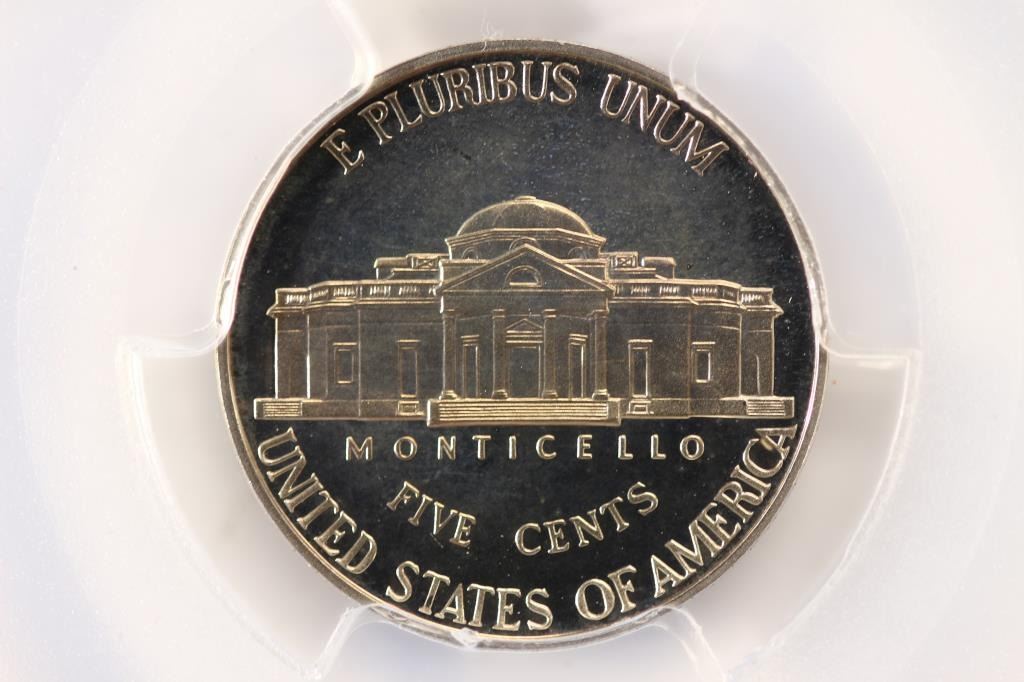 E PLURIBUS UNUM
MONTICELLO
FIVE CENTS
UNITED STATES OF AMERICA